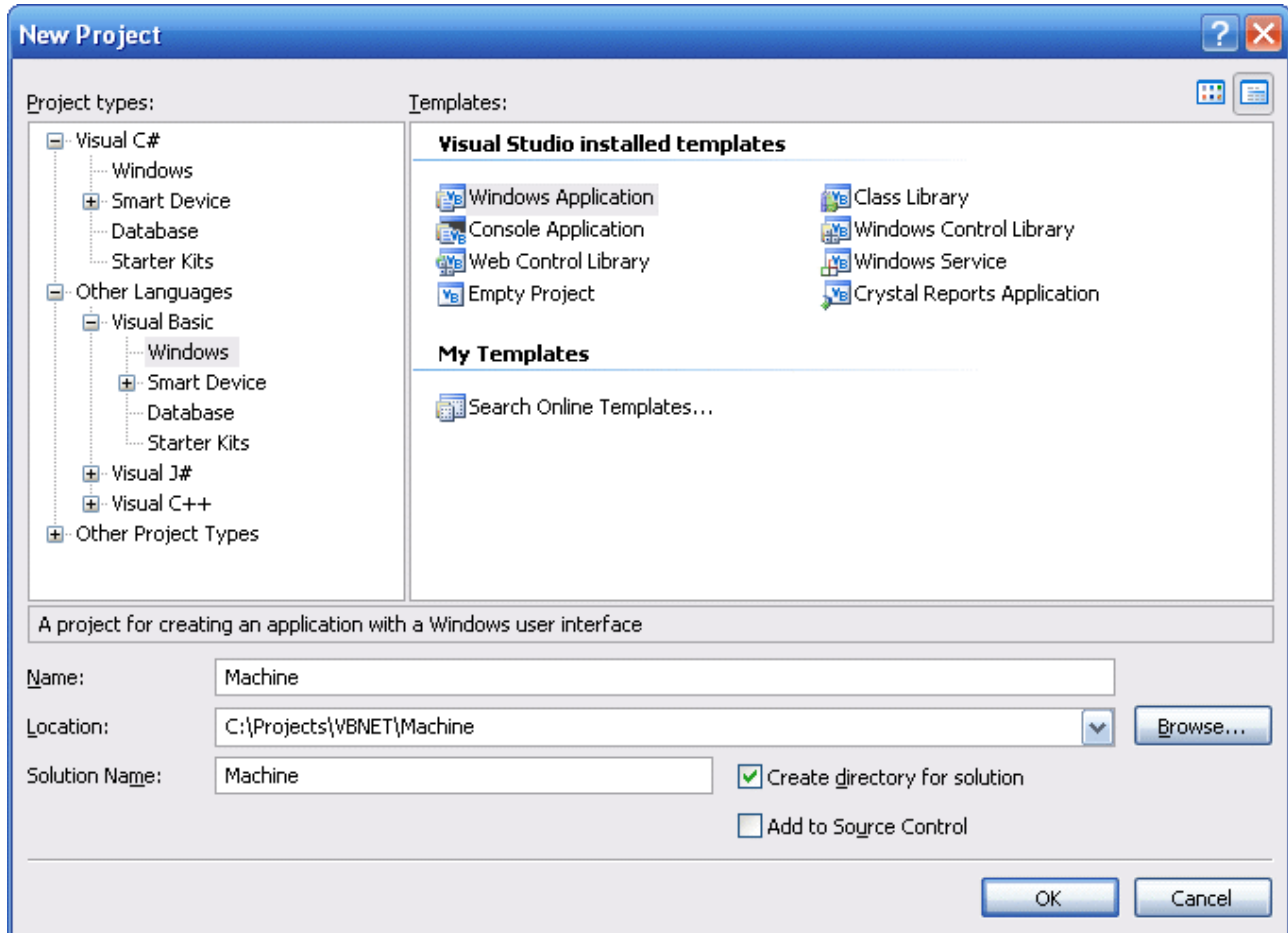 New Project
Project types:
Templates:
Visual C#
Windows
Smart Device
Database
Starter Kits
Other Languages
Visual Basic
Windows
Smart Device
Database
Starter Kits
Visual J#
Visual C++
Other Project Types
Visual Studio installed templates
Windows Application
Class Library
Console Application
Windows Control Library
Web Control Library
Windows Service
Empty Project
Crystal Reports Application
My Templates
Search Online Templates...
A project for creating an application with a Windows user interface
Name: Machine
Location: C:\Projects\VBNET\Machine Browse...
Solution Name: Machine Create directory for solution
Add to Source Control
OK Cancel